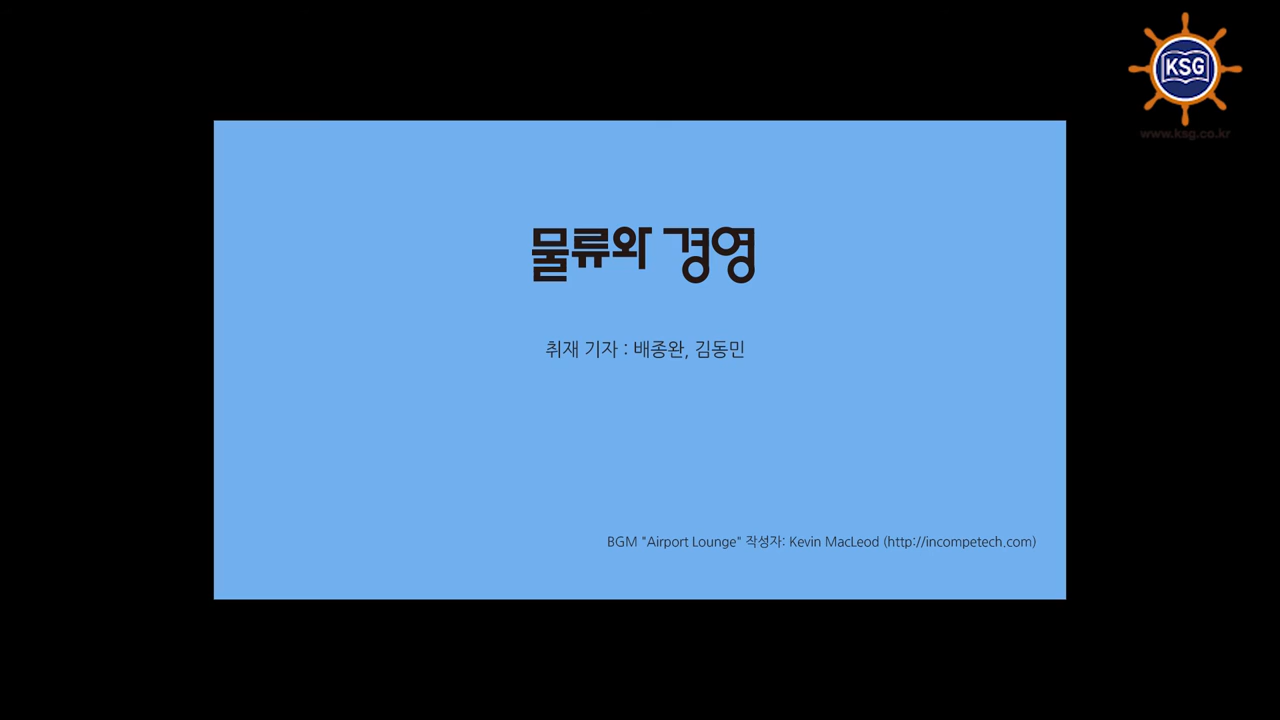 KSG
www.ksg.co.kr
물류와 경영
취재 기자 : 배종완, 김동민
BGM "Airport Lounge" 작성자: Kevin MacLeod (http://incompetech.com)